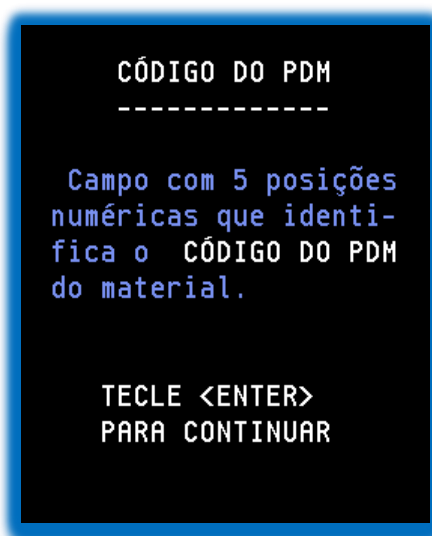 CÓDIGO DO PDM
-------------
Campo com 5 posições
numéricas que identi-
fica o CÓDIGO DO PDM
do material.
TECLE <ENTER>
PARA CONTINUAR